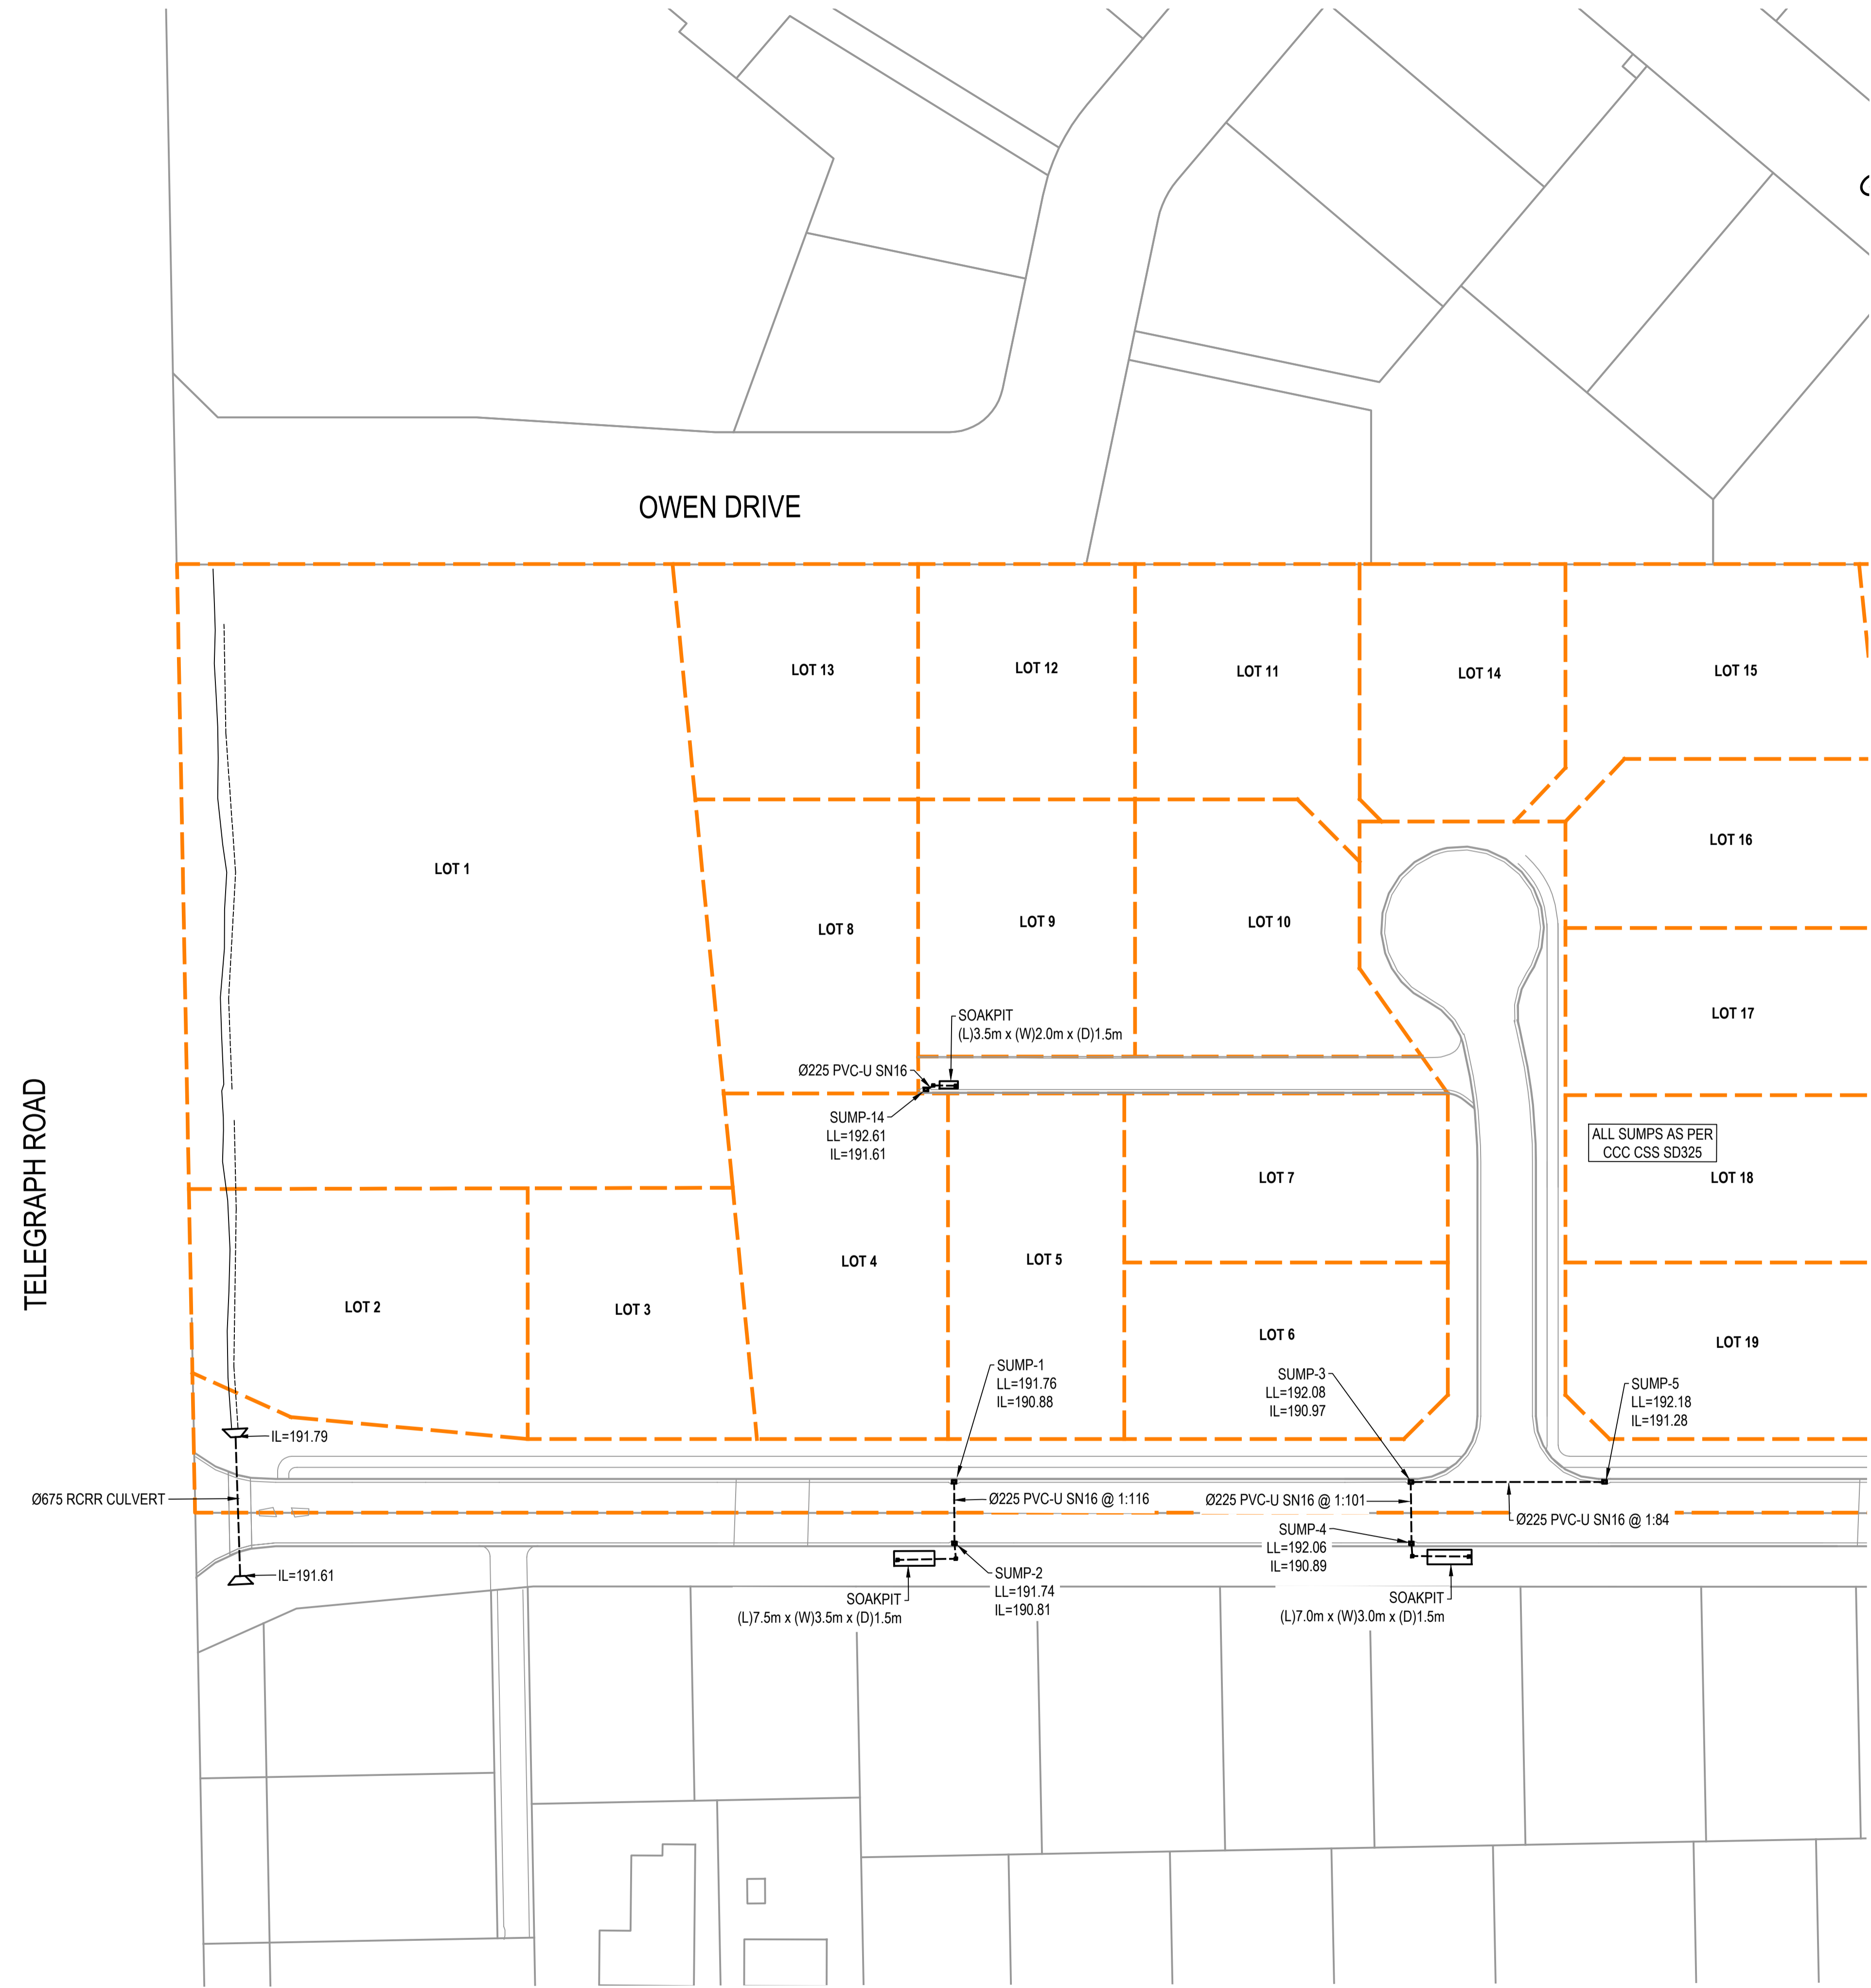 OWEN DRIVE
LOT 13
LOT 12
LOT 11
LOT 14
LOT 15
LOT 1
LOT 16
LOT 8
LOT 9
LOT 10
LOT 17
SOAKPIT
(L)3.5m x (W)2.0m x (D)1.5m
Ø225 PVC-U SN16
SUMP-14
LL=192.61
IL=191.61
TELEGRAPH ROAD
ALL SUMPS AS PER
CCC CSS SD325
LOT 7
LOT 18
LOT 4
LOT 5
LOT 2
LOT 3
LOT 6
LOT 19
SUMP-1
LL=191.76
IL=190.88
SUMP-3
LL=192.08
IL=190.97
SUMP-5
LL=192.18
IL=191.28
IL=191.79
Ø675 RCRR CULVERT
Ø225 PVC-U SN16 @ 1:116
Ø225 PVC-U SN16 @ 1:101
Ø225 PVC-U SN16 @ 1:84
SUMP-4
LL=192.06
IL=190.89
IL=191.61
SUMP-2
LL=191.74
IL=190.81
SOAKPIT
(L)7.5m x (W)3.5m x (D)1.5m
SOAKPIT
(L)7.0m x (W)3.0m x (D)1.5m